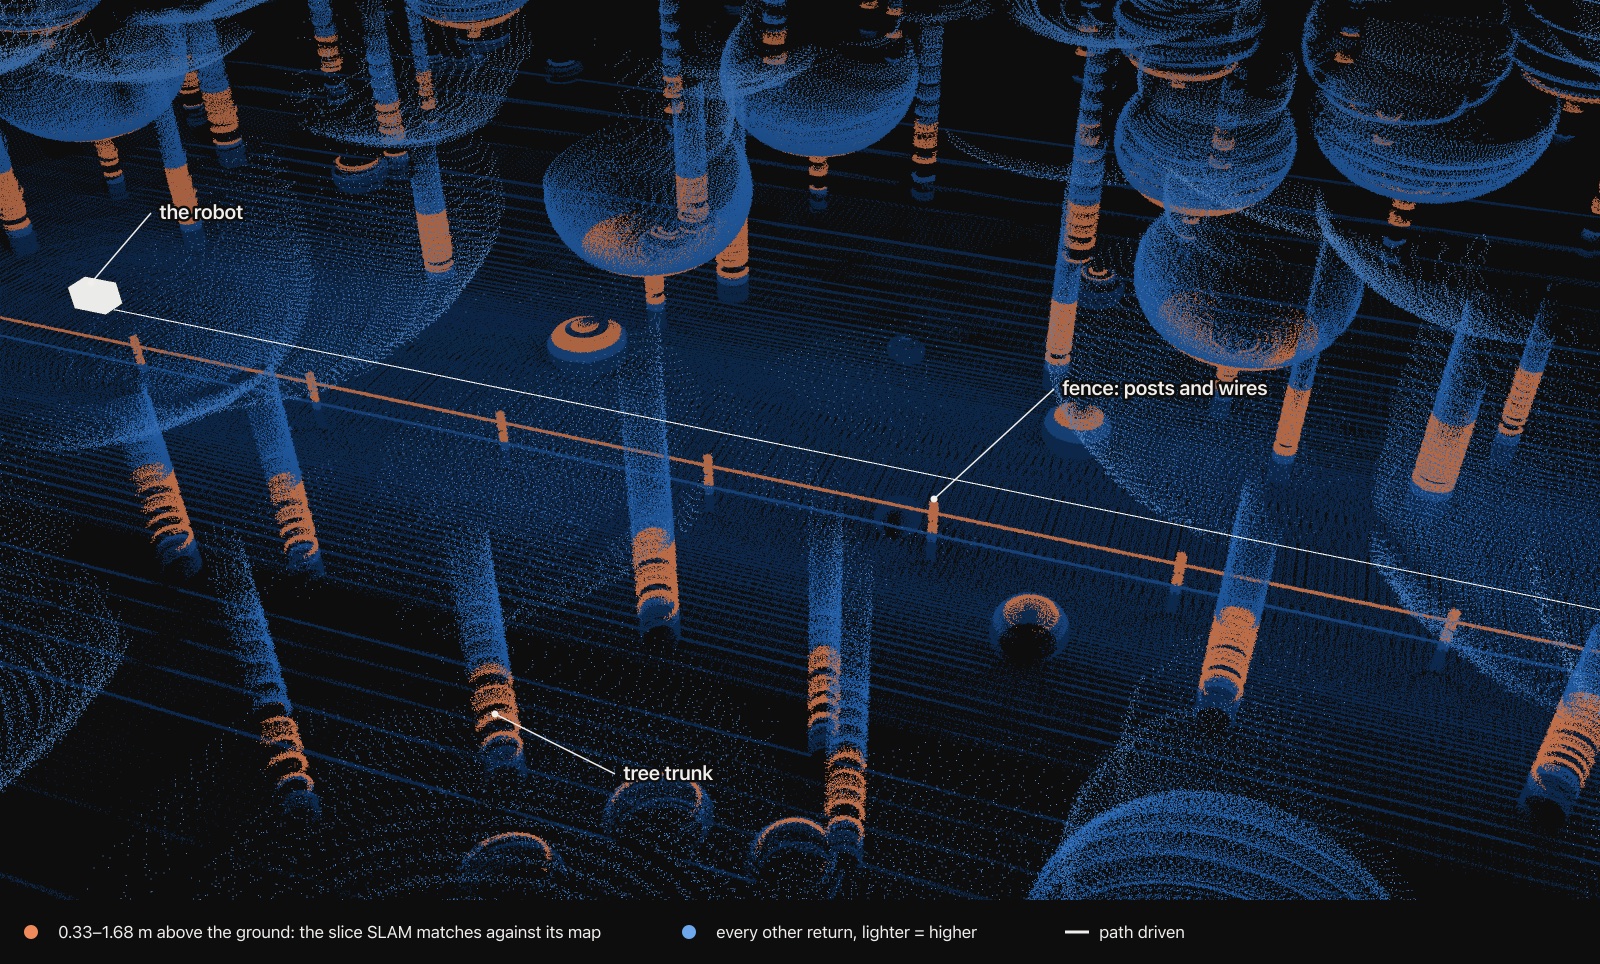 the robot
fence: posts and wires
tree trunk
0.33–1.68 m above the ground: the slice SLAM matches against its map
every other return, lighter = higher
path driven